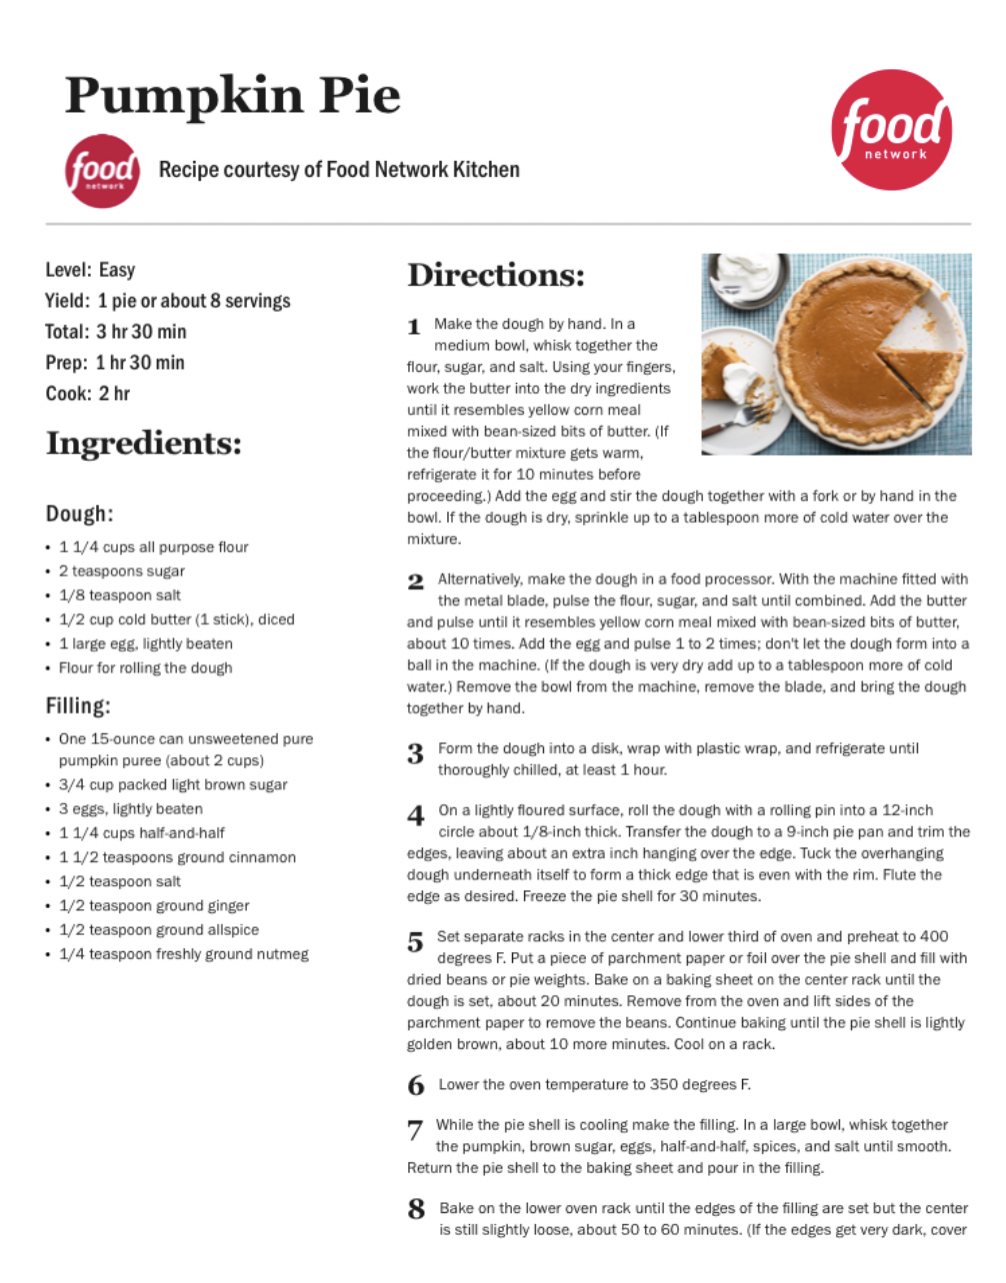 Pumpkin Pie
food
network
food
network
Recipe courtesy of Food Network Kitchen
Level: Easy
Yield: 1 pie or about 8 servings
Total: 3 hr 30 min
Prep: 1 hr 30 min
Cook: 2 hr
Ingredients:
Dough:
• 1 1/4 cups all purpose flour
• 2 teaspoons sugar
• 1/8 teaspoon salt
• 1/2 cup cold butter (1 stick), diced
• 1 large egg, lightly beaten
• Flour for rolling the dough
Filling:
• One 15-ounce can unsweetened pure
pumpkin puree (about 2 cups)
• 3/4 cup packed light brown sugar
• 3 eggs, lightly beaten
• 1 1/4 cups half-and-half
• 1 1/2 teaspoons ground cinnamon
• 1/2 teaspoon salt
• 1/2 teaspoon ground ginger
• 1/2 teaspoon ground allspice
• 1/4 teaspoon freshly ground nutmeg
Directions:
1 Make the dough by hand. In a
medium bowl, whisk together the
flour, sugar, and salt. Using your fingers,
work the butter into the dry ingredients
until it resembles yellow corn meal
mixed with bean-sized bits of butter. (If
the flour/butter mixture gets warm,
refrigerate it for 10 minutes before
proceeding.) Add the egg and stir the dough together with a fork or by hand in the
bowl. If the dough is dry, sprinkle up to a tablespoon more of cold water over the
mixture.
2 Alternatively, make the dough in a food processor. With the machine fitted with
the metal blade, pulse the flour, sugar, and salt until combined. Add the butter
and pulse until it resembles yellow corn meal mixed with bean-sized bits of butter,
about 10 times. Add the egg and pulse 1 to 2 times; don't let the dough form into a
ball in the machine. (If the dough is very dry add up to a tablespoon more of cold
water.) Remove the bowl from the machine, remove the blade, and bring the dough
together by hand.
3 Form the dough into a disk, wrap with plastic wrap, and refrigerate until
thoroughly chilled, at least 1 hour.
4 On a lightly floured surface, roll the dough with a rolling pin into a 12-inch
circle about 1/8-inch thick. Transfer the dough to a 9-inch pie pan and trim the
edges, leaving about an extra inch hanging over the edge. Tuck the overhanging
dough underneath itself to form a thick edge that is even with the rim. Flute the
edge as desired. Freeze the pie shell for 30 minutes.
5 Set separate racks in the center and lower third of oven and preheat to 400
degrees F. Put a piece of parchment paper or foil over the pie shell and fill with
dried beans or pie weights. Bake on a baking sheet on the center rack until the
dough is set, about 20 minutes. Remove from the oven and lift sides of the
parchment paper to remove the beans. Continue baking until the pie shell is lightly
golden brown, about 10 more minutes. Cool on a rack.
6 Lower the oven temperature to 350 degrees F.
7 While the pie shell is cooling make the filling. In a large bowl, whisk together
the pumpkin, brown sugar, eggs, half-and-half, spices, and salt until smooth.
Return the pie shell to the baking sheet and pour in the filling.
8 Bake on the lower oven rack until the edges of the filling are set but the center
is still slightly loose, about 50 to 60 minutes. (If the edges get very dark, cover